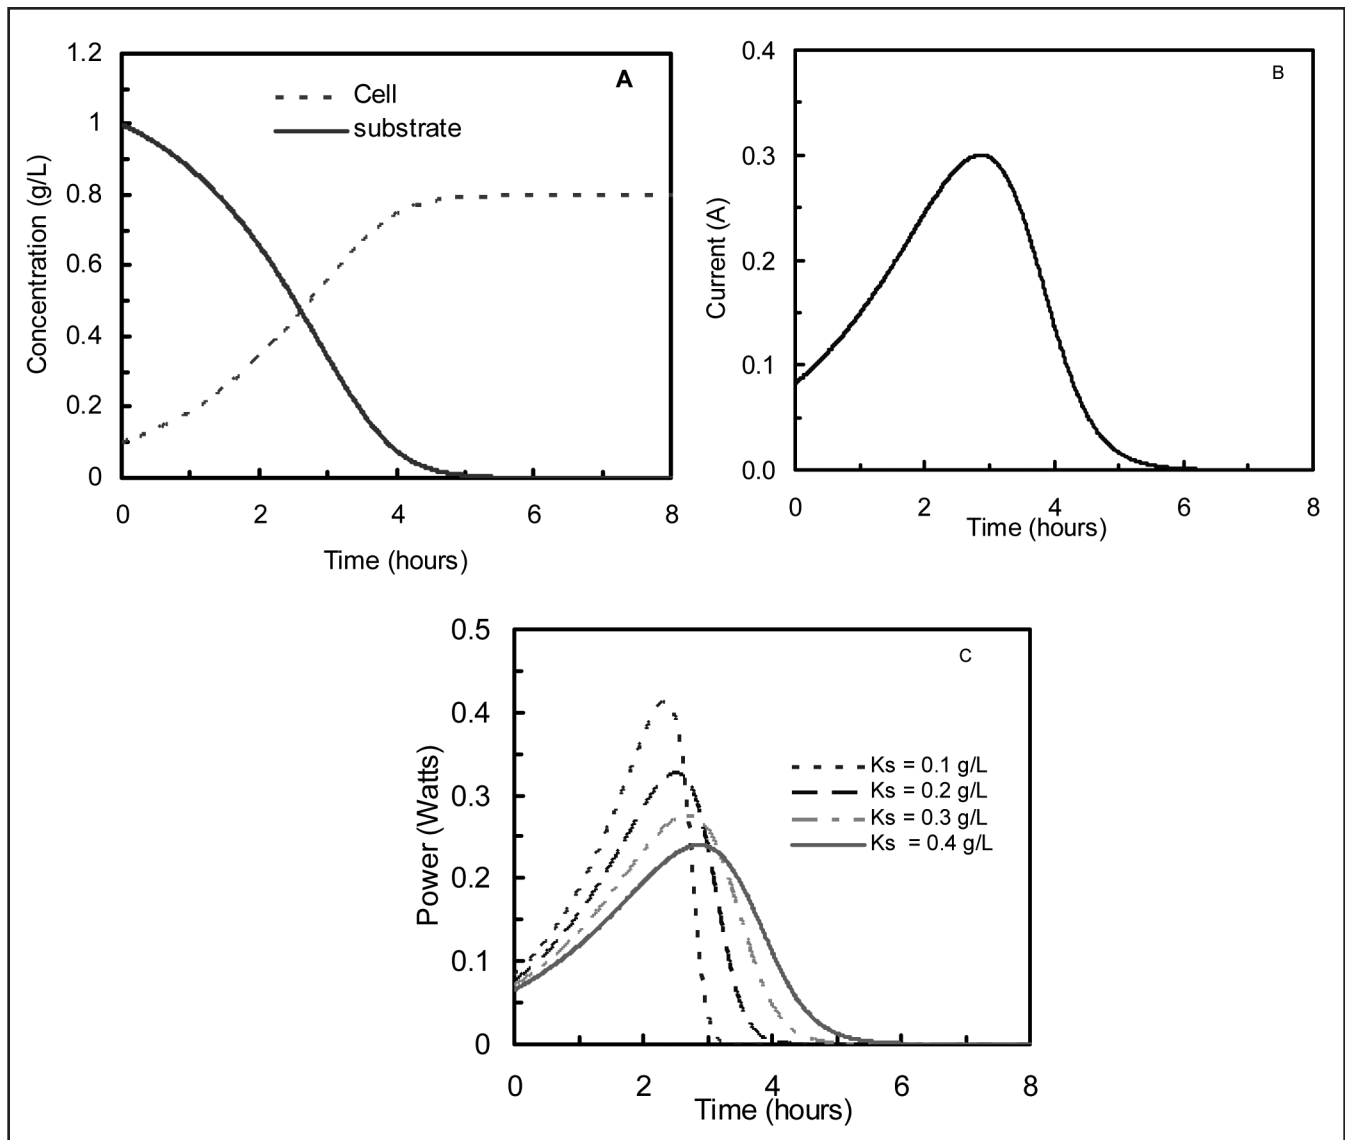 A
1.2
1
0.8
0.6
0.4
0.2
0
Concentration (g/L)
Cell
substrate
0 2 4 6 8
Time (hours)
B
0.4
0.3
0.2
0.1
0.0
Current (A)
0 2 4 6 8
Time (hours)
C
0.5
0.4
0.3
0.2
0.1
0
Power (Watts)
Ks = 0.1 g/L
Ks = 0.2 g/L
Ks = 0.3 g/L
Ks = 0.4 g/L
0 2 4 6 8
Time (hours)